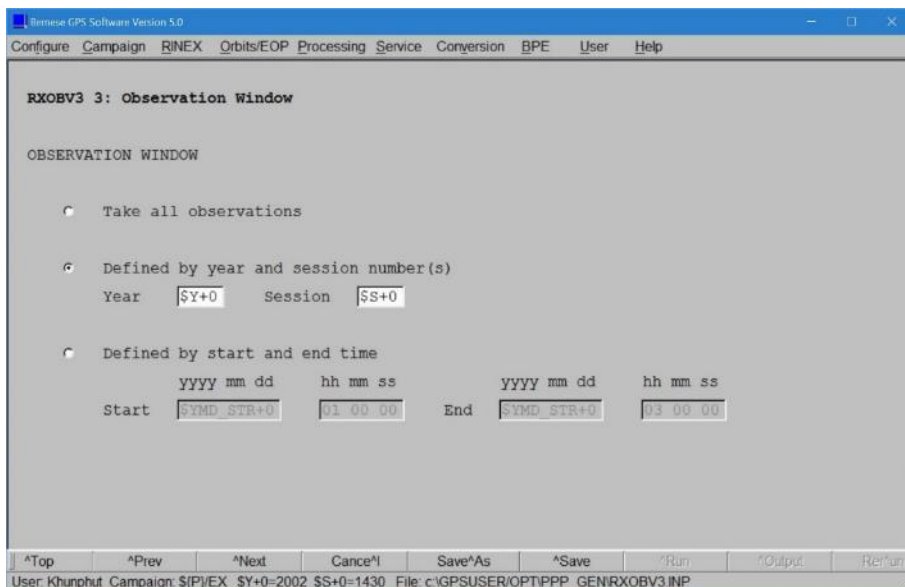 Bernese GPS Software Version 5.0
Configure Campaign RINEX Orbits/EOP Processing Service Conversion BPE User Help
RXOBV3 3: Observation Window
OBSERVATION WINDOW
Take all observations
Defined by year and session number(s)
Year $Y+0 Session $S+0
Defined by start and end time
yyyy mm dd hh mm ss yyyy mm dd hh mm ss
Start $YMD_STR+0 01 00 00 End $YMD_STR+0 03 00 00
^Top ^Prev ^Next Cance^l Save^As ^Save ^Run ^Output Rer^un
User: Khunphut Campaign: ${P}/EX $Y+0=2002 $S+0=1430 File: c:\GPSUSER/OPT\PPP_GEN\RXOBV3.INP